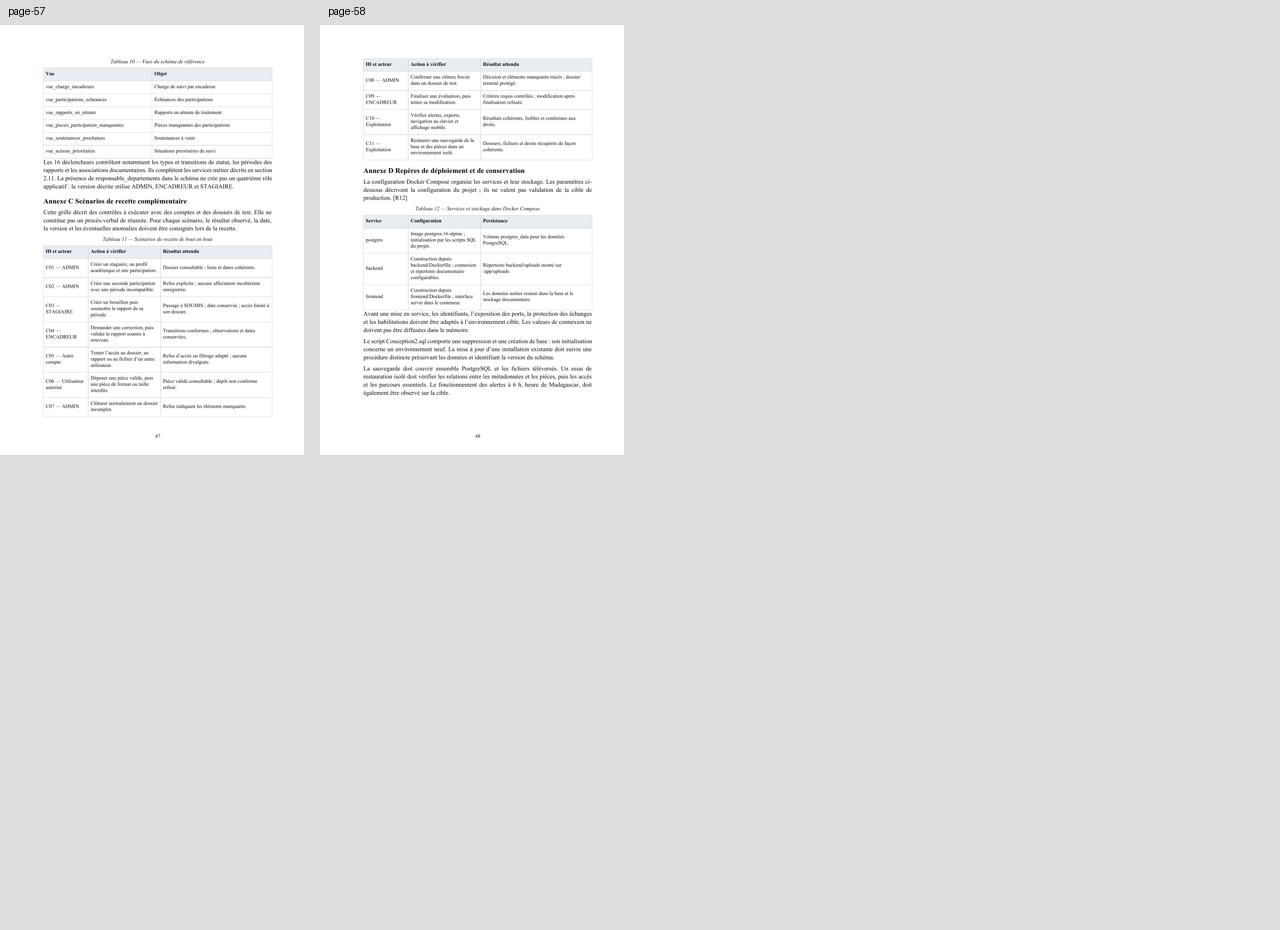 page-57
Tableau 10 — Vues du schéma de référence
Vue Objet
vue_charge_encadreurs Charge de suivi par encadreur
vue_participations_echeances Échéances des participations
vue_rapports_en_attente Rapports en attente de traitement
vue_pieces_participation_manquantes Pièces manquantes des participations
vue_soutenances_prochaines Soutenances à venir
vue_actions_prioritaires Situations prioritaires de suivi
Les 16 déclencheurs contrôlent notamment les types et transitions de statut, les périodes des
rapports et les associations documentaires. Ils complètent les services métier décrits en section
2.11. La présence de responsable_departements dans le schéma ne crée pas un quatrième rôle
applicatif : la version décrite utilise ADMIN, ENCADREUR et STAGIAIRE.
Annexe C Scénarios de recette complémentaire
Cette grille décrit des contrôles à exécuter avec des comptes et des dossiers de test. Elle ne
constitue pas un procès-verbal de réussite. Pour chaque scénario, le résultat observé, la date,
la version et les éventuelles anomalies doivent être consignés lors de la recette.
Tableau 11 — Scénarios de recette de bout en bout
ID et acteur Action à vérifier Résultat attendu
C01 — ADMIN
Créer un stagiaire, un profil
académique et une participation.
Dossier consultable ; liens et dates cohérents.
C02 — ADMIN
Créer une seconde participation
avec une période incompatible.
Refus explicite ; aucune affectation incohérente
enregistrée.
C03 —
STAGIAIRE
Créer un brouillon puis
soumettre le rapport de sa
période.
Passage à SOUMIS ; date conservée ; accès limité à
son dossier.
C04 —
ENCADREUR
Demander une correction, puis
valider le rapport soumis à
nouveau.
Transitions conformes ; observations et dates
conservées.
C05 — Autre
compte
Tenter l'accès au dossier, au
rapport ou au fichier d'un autre
utilisateur.
Refus d'accès ou filtrage adapté ; aucune
information divulguée.
C06 — Utilisateur
autorisé
Déposer une pièce valide, puis
une pièce de format ou taille
interdits.
Pièce valide consultable ; dépôt non conforme
refusé.
C07 — ADMIN
Clôturer normalement un dossier
incomplet.
Refus indiquant les éléments manquants.
47
page-58
ID et acteur Action à vérifier Résultat attendu
C08 — ADMIN
Confirmer une clôture forcée
dans un dossier de test.
Décision et éléments manquants tracés ; dossier
terminé protégé.
C09 —
ENCADREUR
Finaliser une évaluation, puis
tenter sa modification.
Critères requis contrôlés ; modification après
finalisation refusée.
C10 —
Exploitation
Vérifier alertes, exports,
navigation au clavier et
affichage mobile.
Résultats cohérents, lisibles et conformes aux
droits.
C11 —
Exploitation
Restaurer une sauvegarde de la
base et des pièces dans un
environnement isolé.
Dossiers, fichiers et droits récupérés de façon
cohérente.
Annexe D Repères de déploiement et de conservation
La configuration Docker Compose organise les services et leur stockage. Les paramètres ci-
dessous décrivent la configuration du projet ; ils ne valent pas validation de la cible de
production. [R12]
Tableau 12 — Services et stockage dans Docker Compose
Service Configuration Persistance
postgres
Image postgres:16-alpine ;
initialisation par les scripts SQL
du projet.
Volume postgres_data pour les données
PostgreSQL.
backend
Construction depuis
backend/Dockerfile ; connexion
et répertoire documentaire
configurables.
Répertoire backend/uploads monté sur
/app/uploads.
frontend
Construction depuis
frontend/Dockerfile ; interface
servie dans le conteneur.
Les données métier restent dans la base et le
stockage documentaire.
Avant une mise en service, les identifiants, l'exposition des ports, la protection des échanges
et les habilitations doivent être adaptés à l'environnement cible. Les valeurs de connexion ne
doivent pas être diffusées dans le mémoire.
Le script Conception2.sql comporte une suppression et une création de base : son initialisation
concerne un environnement neuf. La mise à jour d'une installation existante doit suivre une
procédure distincte préservant les données et identifiant la version du schéma.
La sauvegarde doit couvrir ensemble PostgreSQL et les fichiers téléversés. Un essai de
restauration isolé doit vérifier les relations entre les métadonnées et les pièces, puis les accès
et les parcours essentiels. Le fonctionnement des alertes à 6 h, heure de Madagascar, doit
également être observé sur la cible.
48